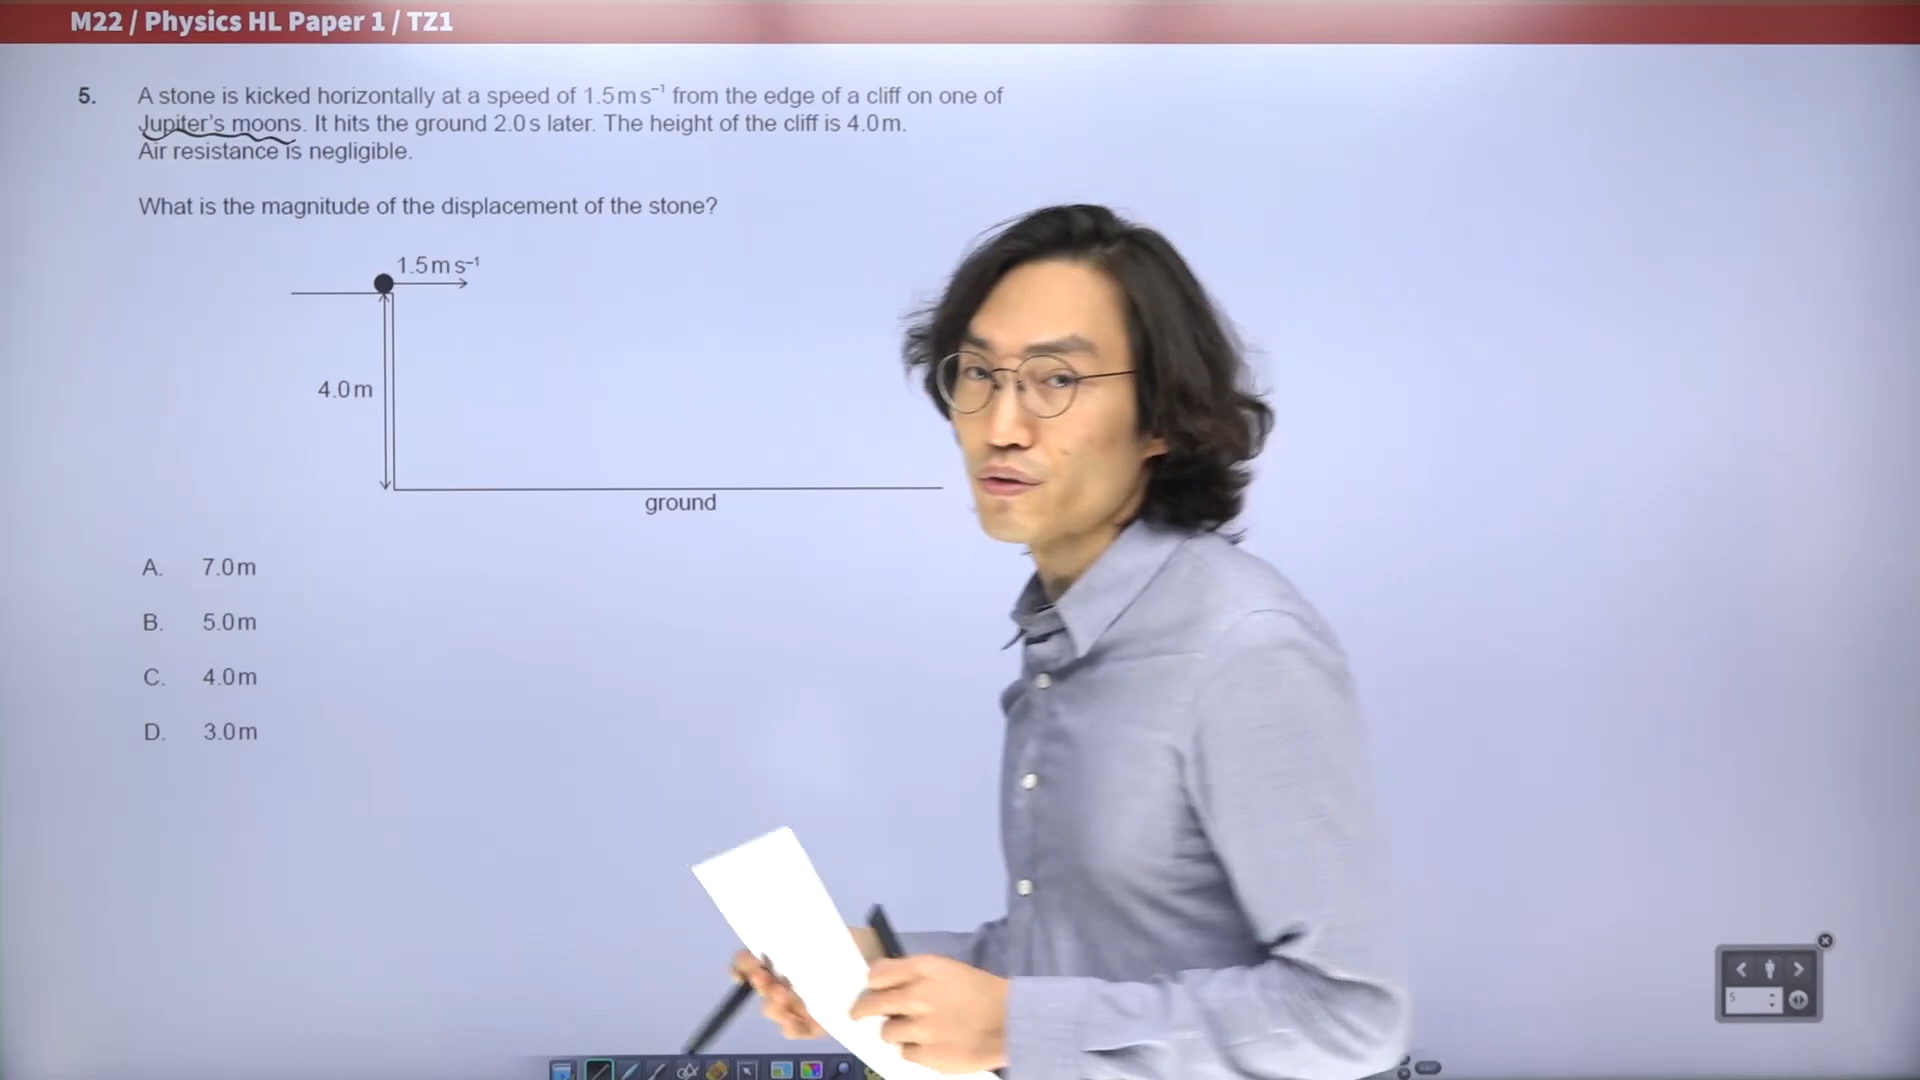 M22 / Physics HL Paper 1 / TZ1
5. A stone is kicked horizontally at a speed of 1.5 m s⁻¹ from the edge of a cliff on one of
Jupiter's moons. It hits the ground 2.0 s later. The height of the cliff is 4.0 m.
Air resistance is negligible.
What is the magnitude of the displacement of the stone?
1.5 m s⁻¹
4.0 m
ground
A. 7.0 m
B. 5.0 m
C. 4.0 m
D. 3.0 m
5